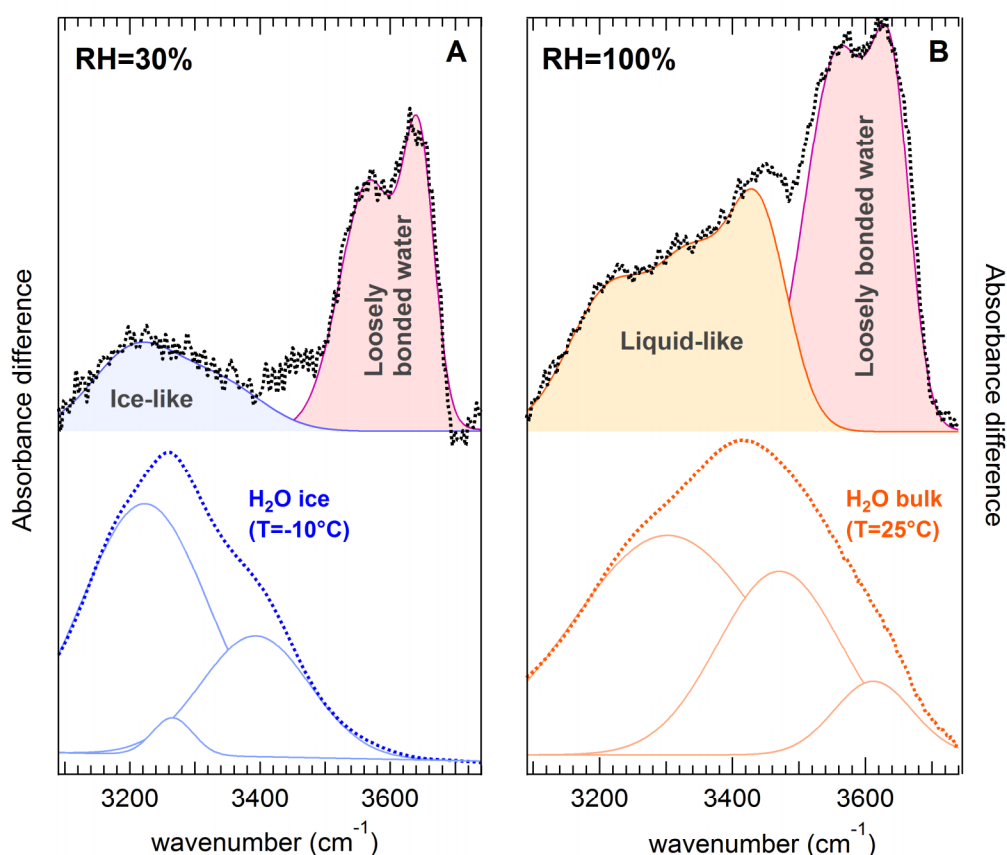 RH=30%
A
Absorbance difference
Ice-like
Loosely
bonded water
H₂O ice
(T=-10°C)
3200
3400
3600
wavenumber (cm⁻¹)
RH=100%
B
Absorbance difference
Liquid-like
Loosely bonded water
H₂O bulk
(T=25°C)
3200
3400
3600
wavenumber (cm⁻¹)